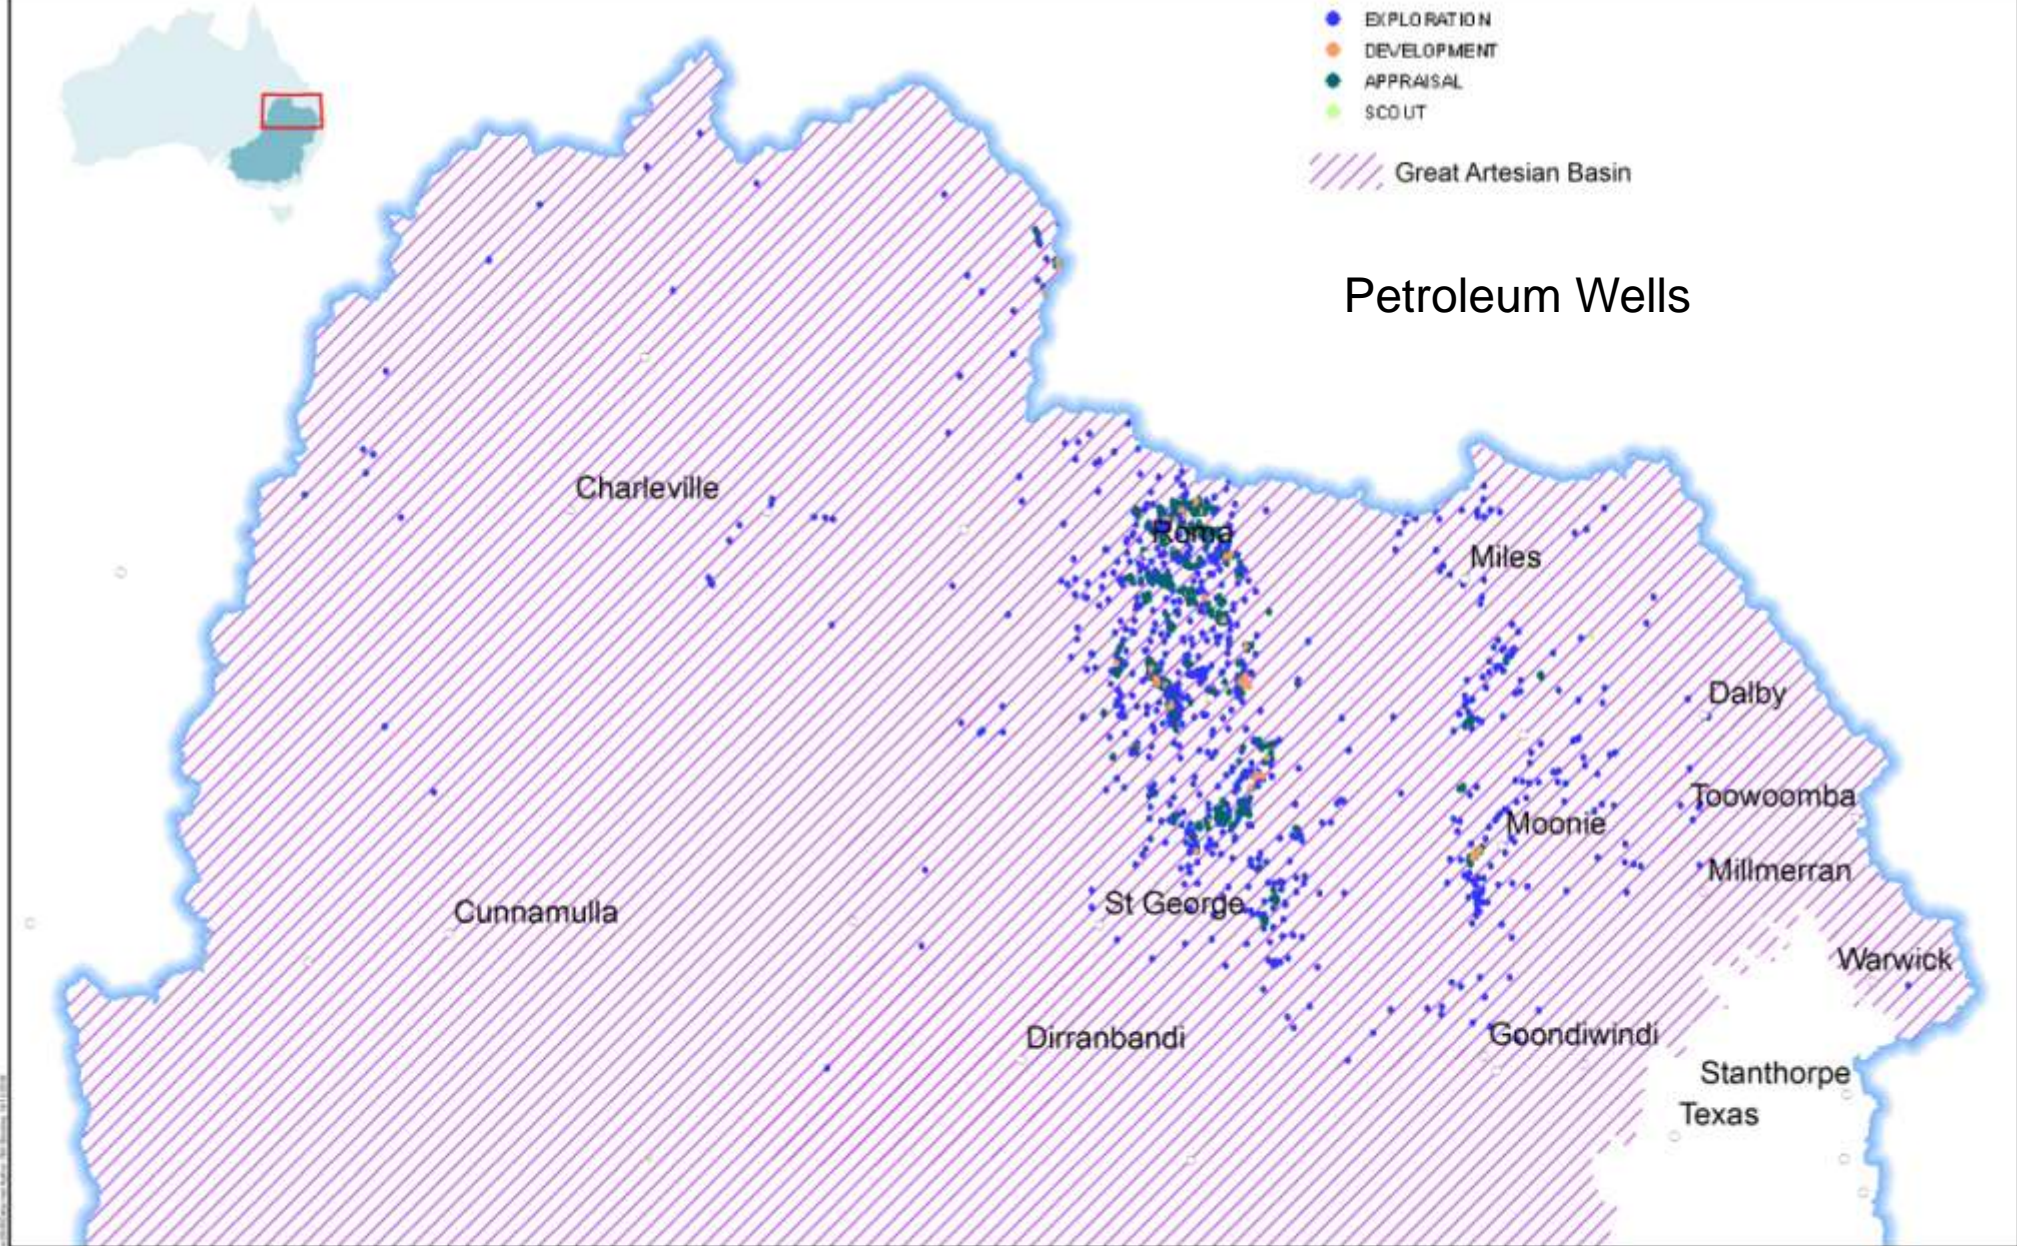 EXPLORATION
DEVELOPMENT
APPRAISAL
SCOUT
Great Artesian Basin
Petroleum Wells
Charleville
Roma
Miles
Dalby
Toowoomba
Moonie
Millmerran
St George
Cunnamulla
Warwick
Dirranbandi
Goondiwindi
Stanthorpe
Texas